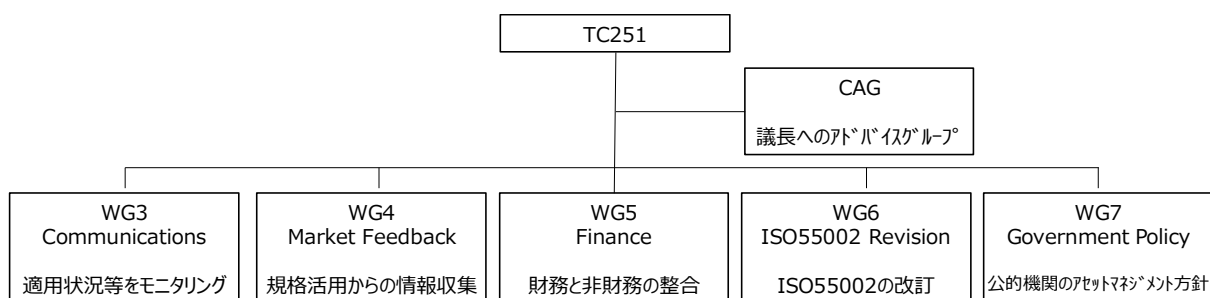 TC251
CAG
議長へのｱﾄﾞﾊﾞｲｽｸﾞﾙｰﾌﾟ
WG3
Communications
適用状況等をモニタリング
WG4
Market Feedback
規格活用からの情報収集
WG5
Finance
財務と非財務の整合
WG6
ISO55002 Revision
ISO55002の改訂
WG7
Government Policy
公的機関のｱｾｯﾄﾏﾈｼﾞﾒﾝﾄ方針